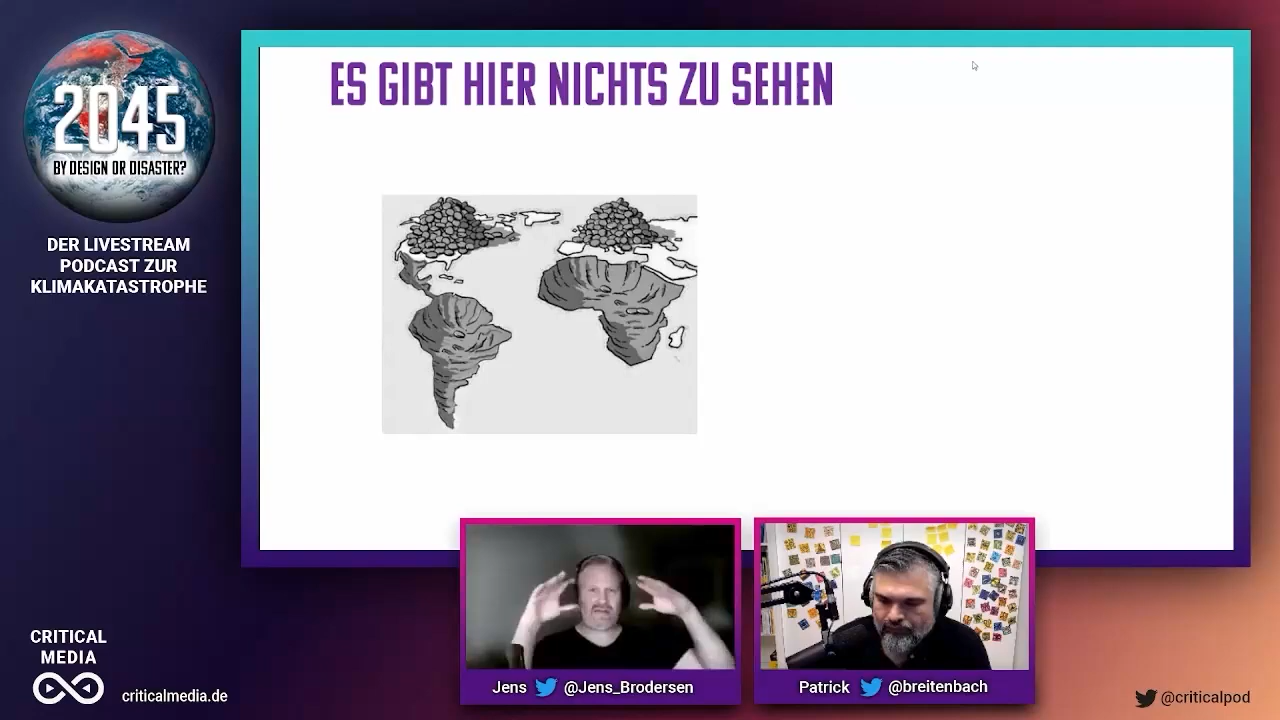 2045
BY DESIGN OR DISASTER?
DER LIVESTREAM
PODCAST ZUR
KLIMAKATASTROPHE
ES GIBT HIER NICHTS ZU SEHEN
Jens @Jens_Brodersen
Patrick @breitenbach
CRITICAL
MEDIA
criticalmedia.de
@criticalpod